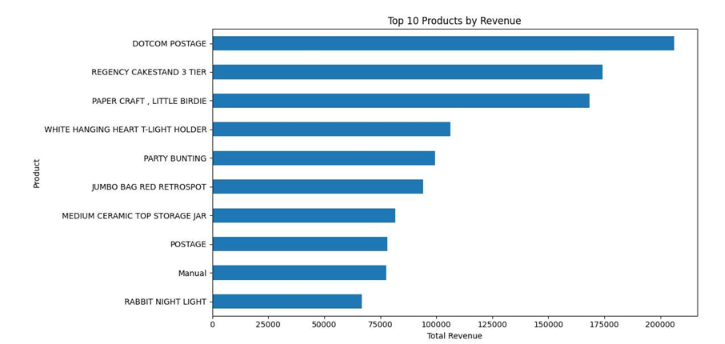 Top 10 Products by Revenue
DOTCOM POSTAGE
REGENCY CAKESTAND 3 TIER
PAPER CRAFT , LITTLE BIRDIE
WHITE HANGING HEART T-LIGHT HOLDER
PARTY BUNTING
JUMBO BAG RED RETROSPOT
MEDIUM CERAMIC TOP STORAGE JAR
POSTAGE
Manual
RABBIT NIGHT LIGHT
Product
0 25000 50000 75000 100000 125000 150000 175000 200000
Total Revenue